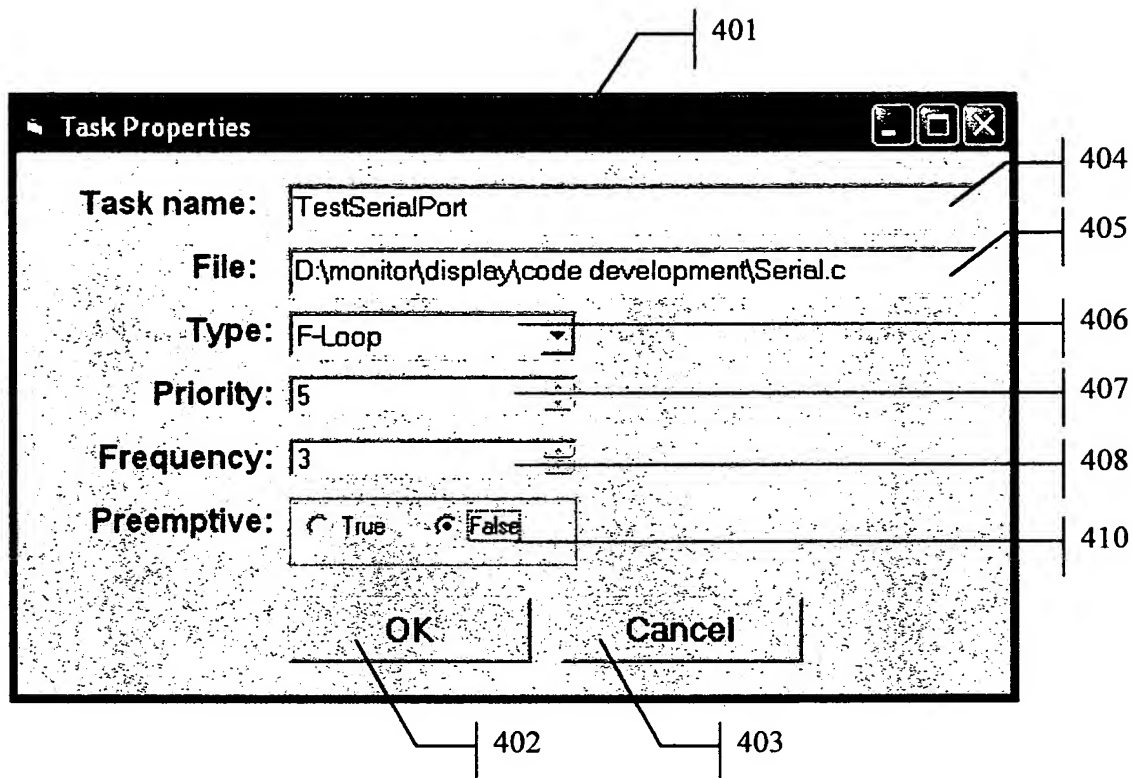 401
Task Properties
404
Task name: TestSerialPort
405
File: D:\monitor\display\code development\Serial.c
406
Type: F-Loop
407
Priority: 5
408
Frequency: 3
Preemptive: True False
410
OK Cancel
402 403